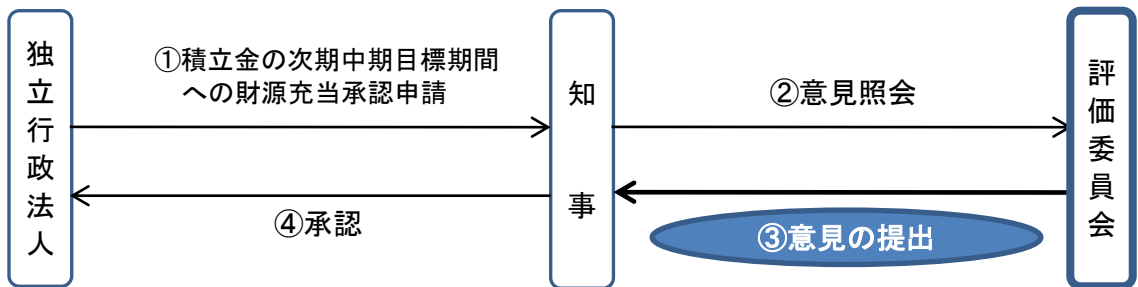 独立行政法人
①積立金の次期中期目標期間
への財源充当承認申請
④承認
知事
②意見照会
③意見の提出
評価委員会